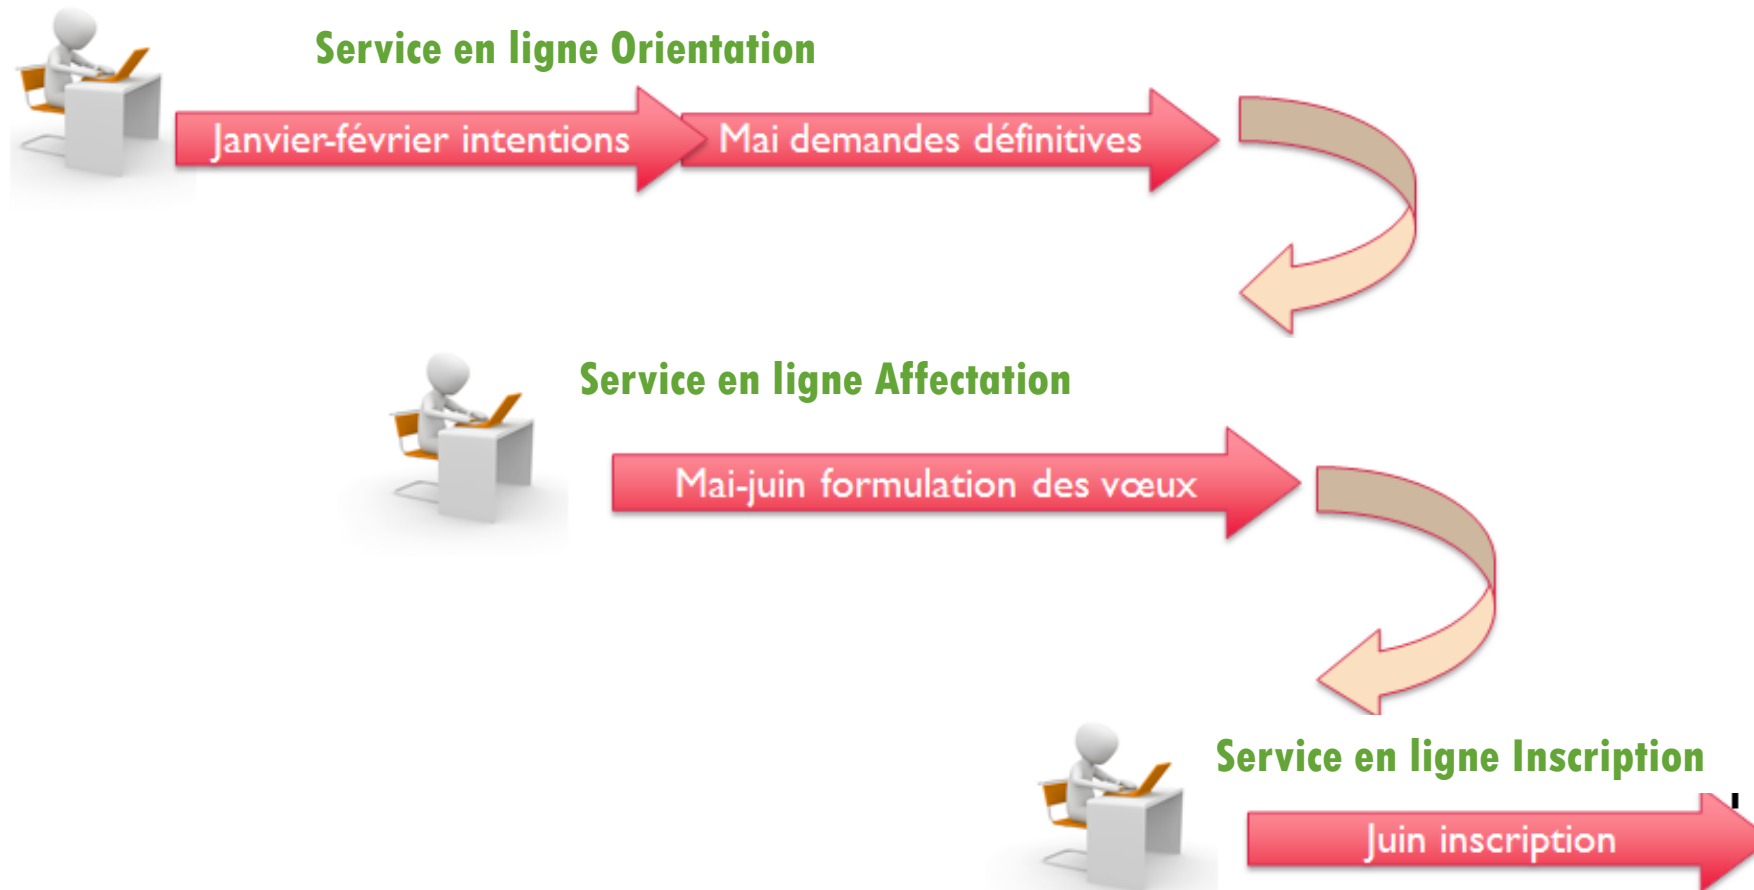 Service en ligne Orientation
Janvier-février intentions
Mai demandes définitives
Service en ligne Affectation
Mai-juin formulation des vœux
Service en ligne Inscription
Juin inscription